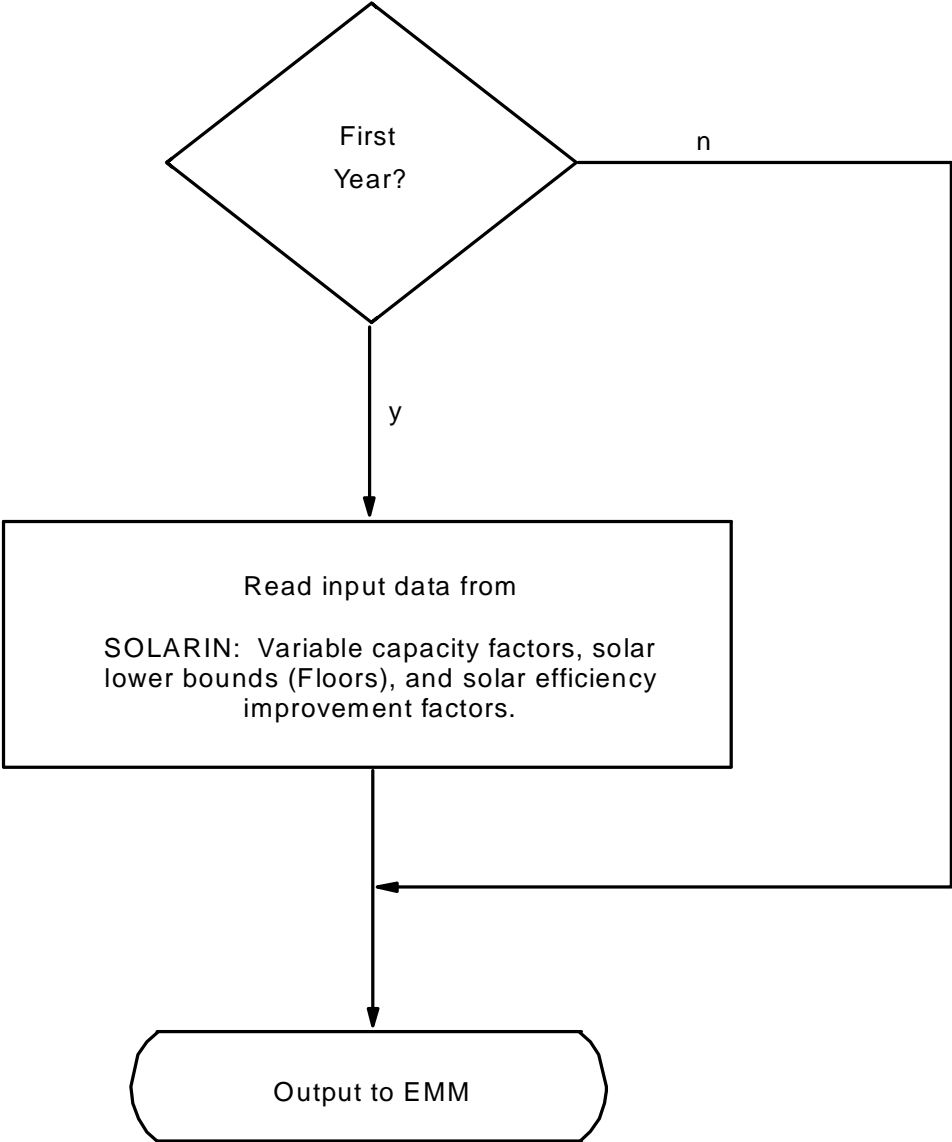 First
Year?
n
y
Read input data from
SOLARIN:  Variable capacity factors, solar
lower bounds (Floors), and solar efficiency
improvement factors.
Output to EMM